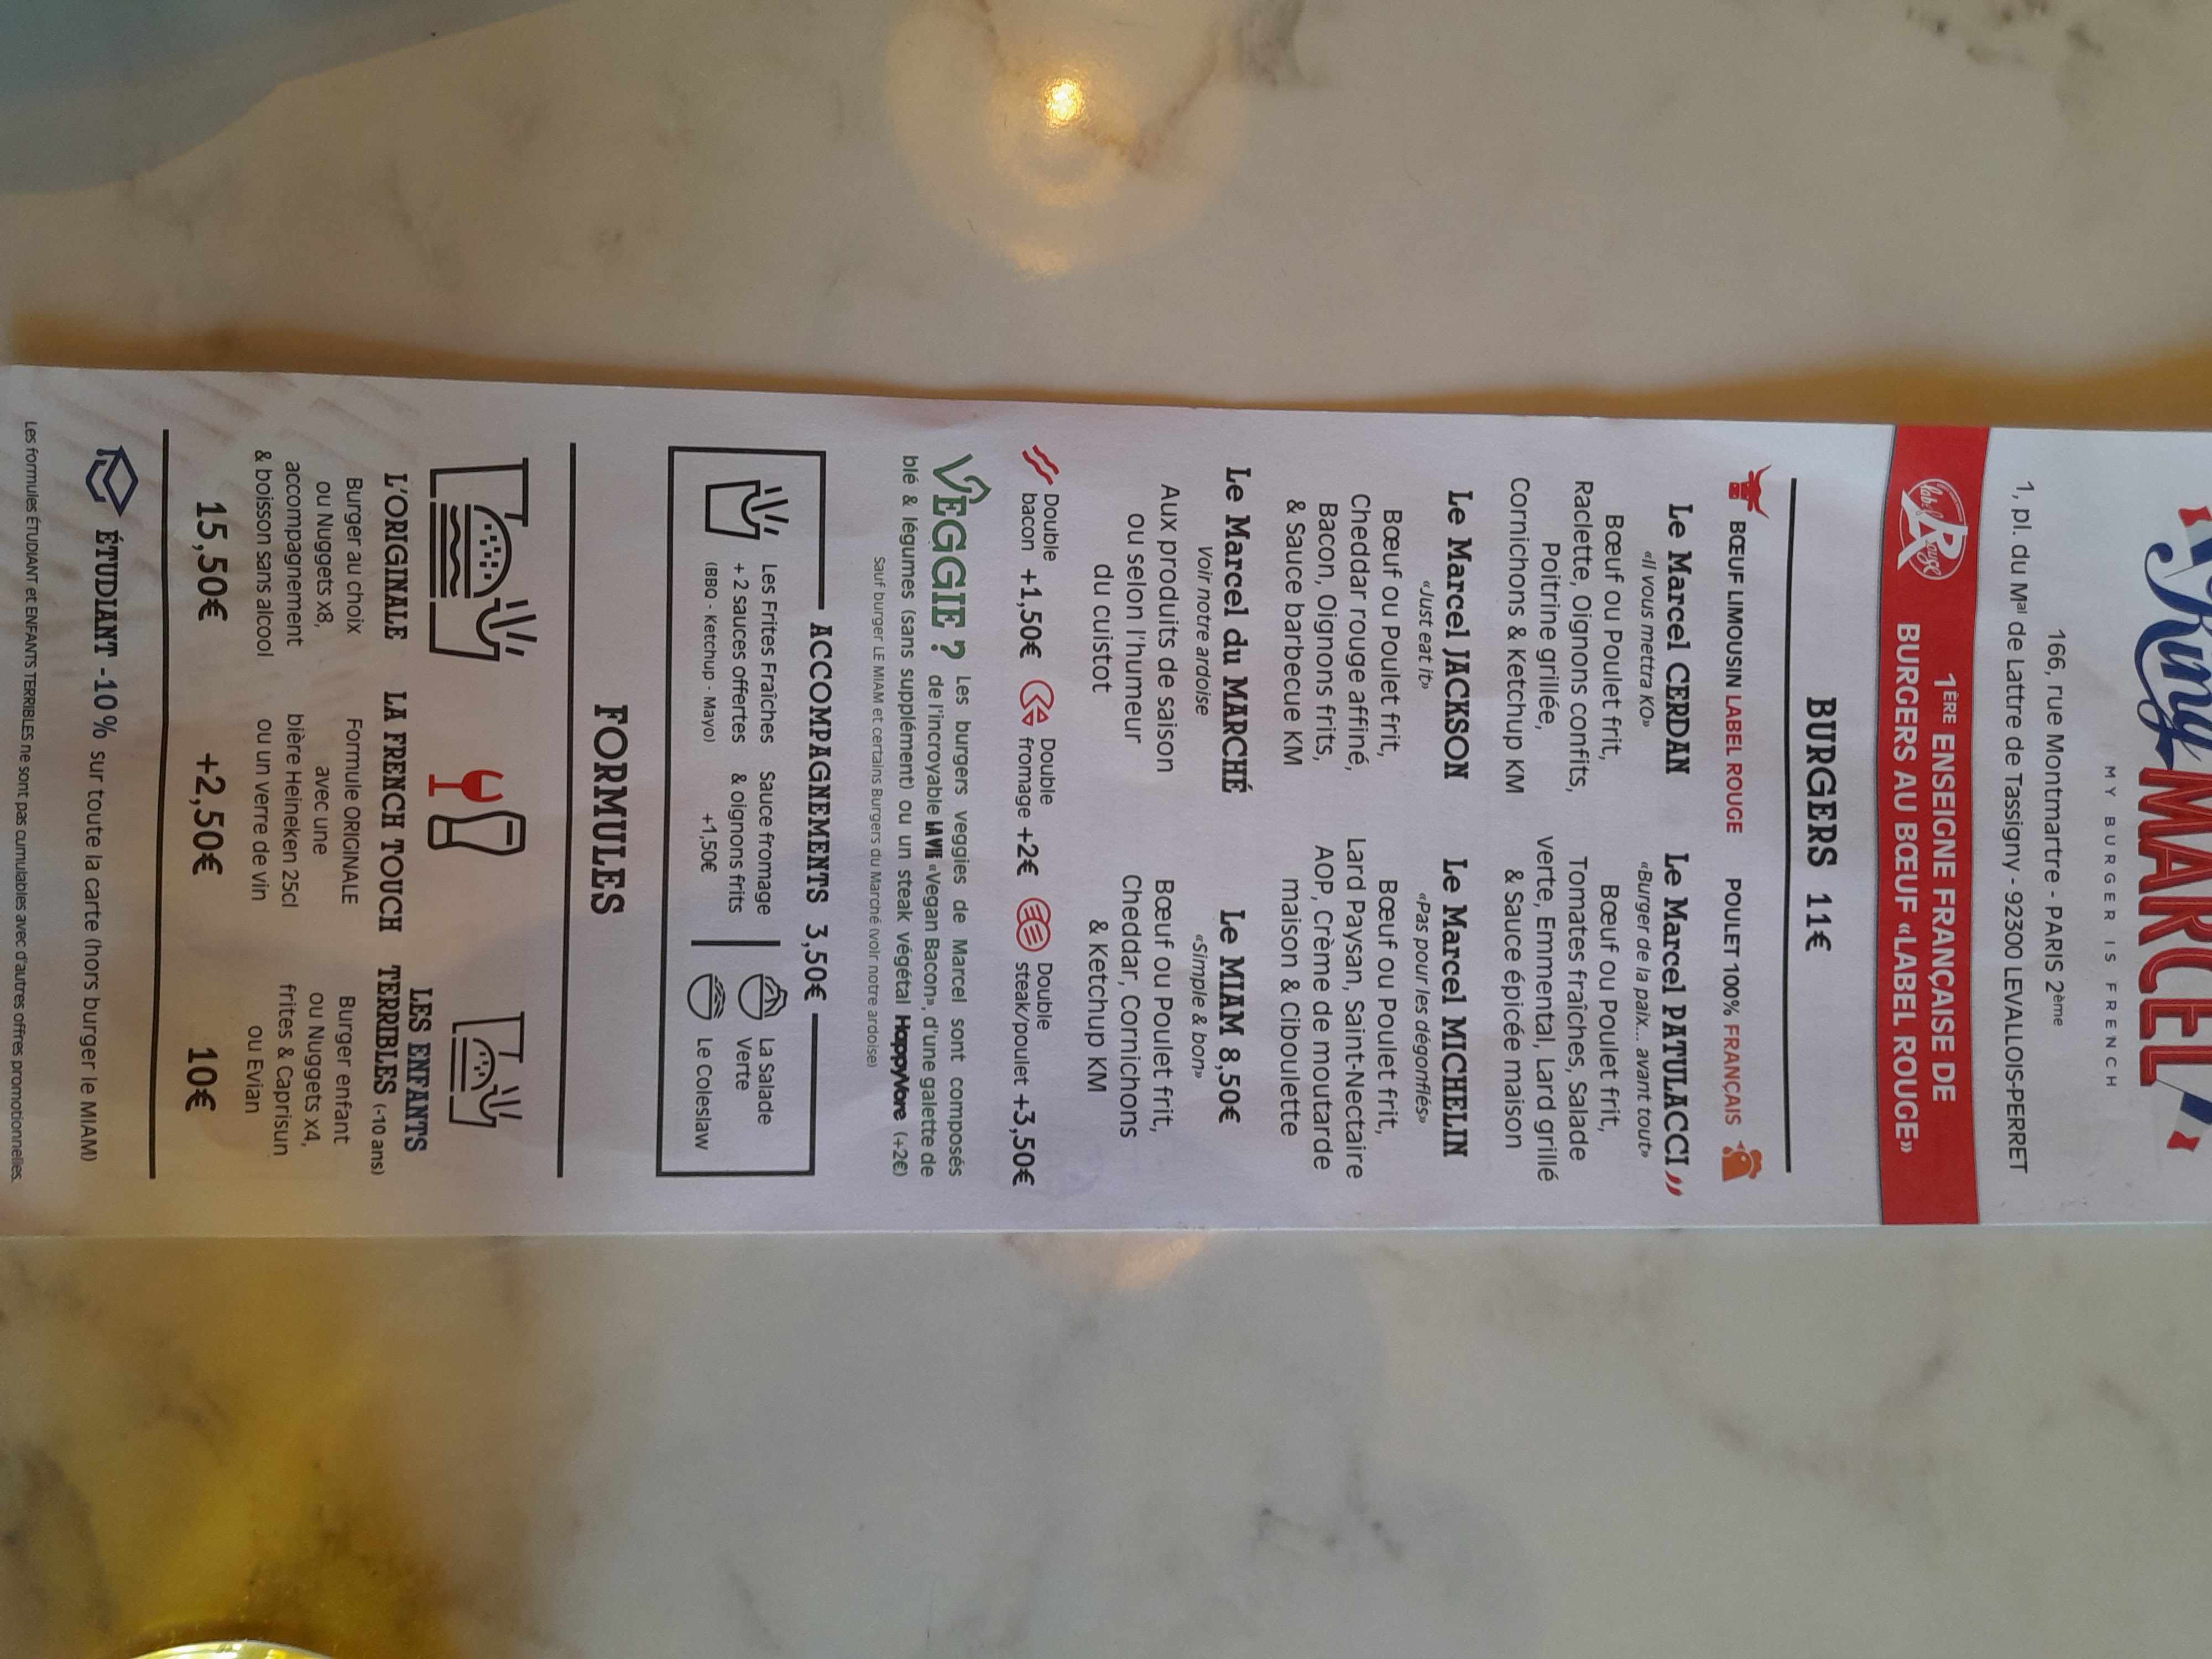 King MARCEL
MY BURGER IS FRENCH
166, rue Montmartre - PARIS 2ème
1, pl. du Mal de Lattre de Tassigny - 92300 LEVALLOIS-PERRET
Label Rouge
1ÈRE ENSEIGNE FRANÇAISE DE
BURGERS AU BŒUF «LABEL ROUGE»
BURGERS 11€
BŒUF LIMOUSIN LABEL ROUGE
POULET 100% FRANÇAIS
Le Marcel CERDAN
«Il vous mettra KO»
Bœuf ou Poulet frit,
Raclette, Oignons confits,
Poitrine grillée,
Cornichons & Ketchup KM
Le Marcel PATULACCI
«Burger de la paix... avant tout»
Bœuf ou Poulet frit,
Tomates fraîches, Salade
verte, Emmental, Lard grillé
& Sauce épicée maison
Le Marcel JACKSON
«Just eat it»
Bœuf ou Poulet frit,
Cheddar rouge affiné,
Bacon, Oignons frits,
& Sauce barbecue KM
Le Marcel MICHELIN
«Pas pour les dégonflés»
Bœuf ou Poulet frit,
Lard Paysan, Saint-Nectaire
AOP, Crème de moutarde
maison & Ciboulette
Le Marcel du MARCHÉ
Voir notre ardoise
Aux produits de saison
ou selon l'humeur
du cuistot
Le MIAM 8,50€
«Simple & bon»
Bœuf ou Poulet frit,
Cheddar, Cornichons
& Ketchup KM
Double
bacon +1,50€
Double
fromage +2€
Double
steak/poulet +3,50€
VEGGIE ? Les burgers veggies de Marcel sont composés
de l'incroyable LA VIE «Vegan Bacon», d'une galette de
blé & légumes (sans supplément) ou un steak végétal HappyVore (+2€)
Sauf burger LE MIAM et certains Burgers du Marché (voir notre ardoise)
ACCOMPAGNEMENTS 3,50€
Les Frites Fraîches
+ 2 sauces offertes
(BBQ - Ketchup - Mayo)
Sauce fromage
& oignons frits
+1,50€
La Salade
Verte
Le Coleslaw
FORMULES
L'ORIGINALE
Burger au choix
ou Nuggets x8,
accompagnement
& boisson sans alcool
15,50€
LA FRENCH TOUCH
Formule ORIGINALE
avec une
bière Heineken 25cl
ou un verre de vin
+2,50€
LES ENFANTS
TERRIBLES (-10 ans)
Burger enfant
ou Nuggets x4,
frites & Caprisun
ou Evian
10€
ÉTUDIANT -10% sur toute la carte (hors burger le MIAM)
Les formules ÉTUDIANT et ENFANTS TERRIBLES ne sont pas cumulables avec d'autres offres promotionnelles.